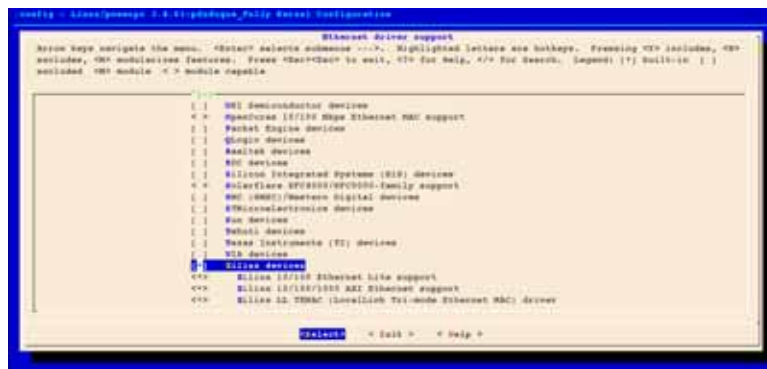 Ethernet driver support
Arrow keys navigate the menu. <Enter> selects submenus --->. Highlighted letters are hotkeys. Pressing <Y> includes, <N>
excludes, <M> modularizes features. Press <Esc><Esc> to exit, <?> for Help, </> for Search. Legend: [*] built-in [ ]
excluded <M> module < > module capable
[ ] NSC Semiconductor devices
< > OpenCores 10/100 Mbps Ethernet MAC support
[ ] Packet Engine devices
[ ] QLogic devices
[ ] Realtek devices
[ ] RDC devices
[ ] Silicon Integrated Systems (SiS) devices
< > Solarflare SFC4000/SFC9000-family support
[ ] SMC (SMSC)/Western Digital devices
[ ] STMicroelectronics devices
[ ] Sun devices
[ ] Tehuti devices
[ ] Texas Instruments (TI) devices
[ ] VIA devices
[*] Xilinx devices
<*> Xilinx 10/100 Ethernet Lite support
<*> Xilinx 10/100/1000 AXI Ethernet support
<*> Xilinx LL TEMAC (LocalLink Tri-mode Ethernet MAC) driver
<Select> < Exit > < Help >